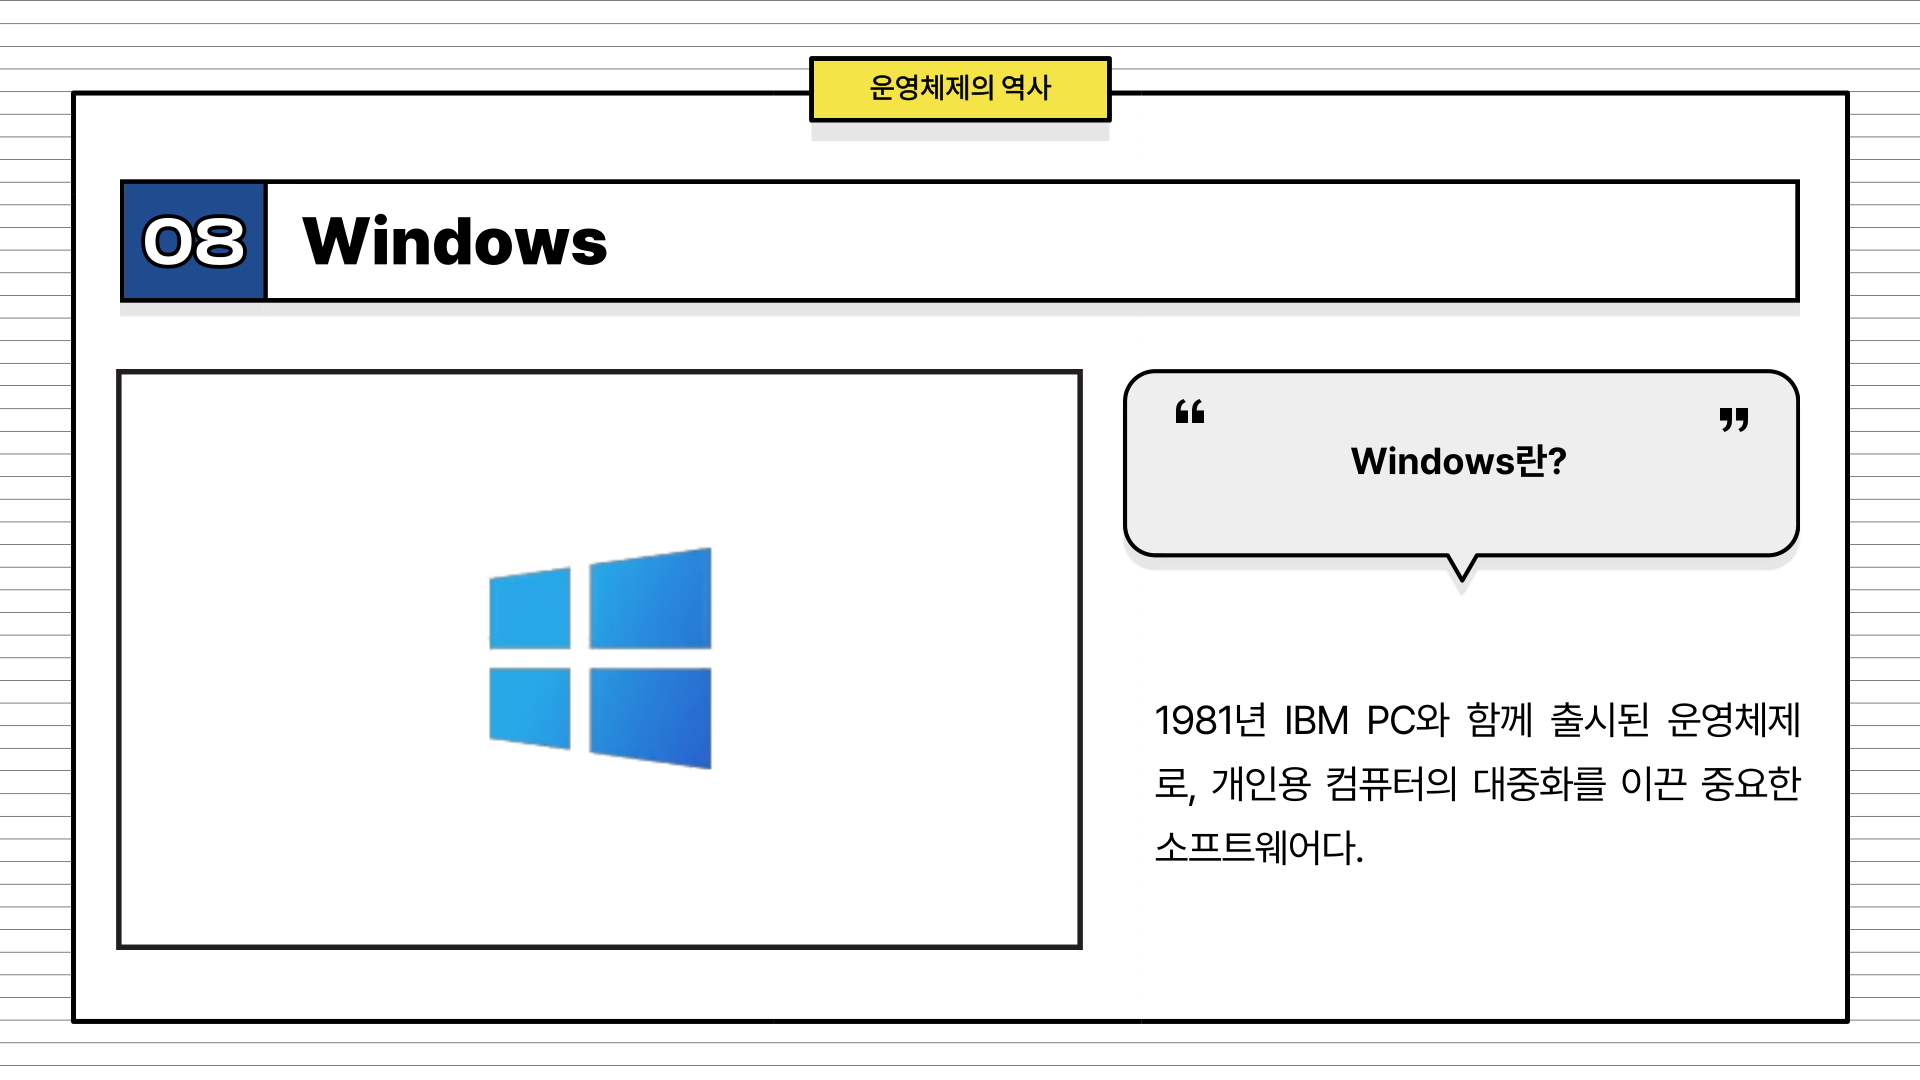 운영체제의 역사
08 Windows
“ ”
Windows란?
1981년 IBM PC와 함께 출시된 운영체제
로, 개인용 컴퓨터의 대중화를 이끈 중요한
소프트웨어다.